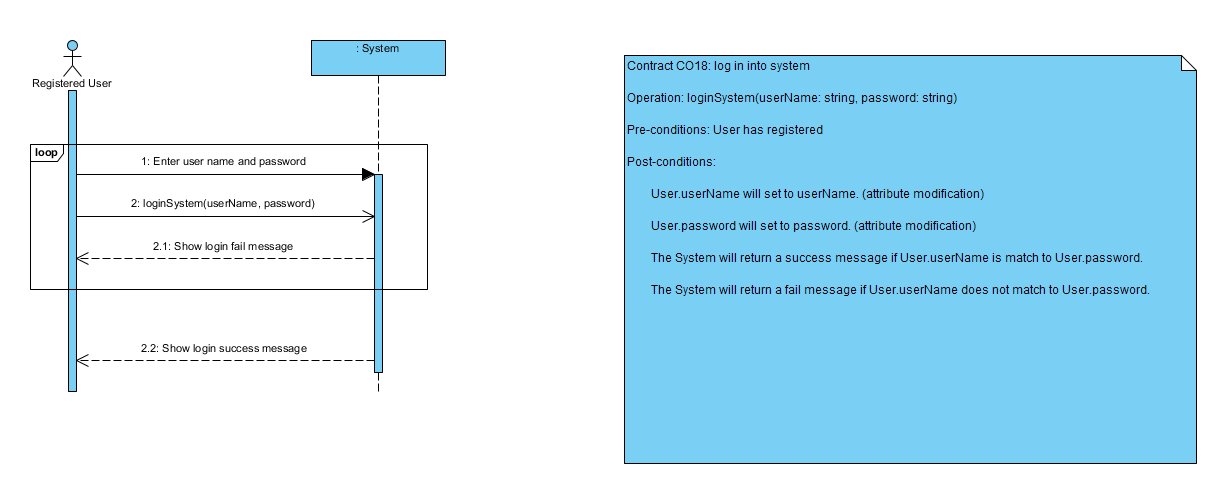 Registered User
: System
loop
1: Enter user name and password
2: loginSystem(userName, password)
2.1: Show login fail message
2.2: Show login success message
Contract CO18: log in into system
Operation: loginSystem(userName: string, password: string)
Pre-conditions: User has registered
Post-conditions:
User.userName will set to userName. (attribute modification)
User.password will set to password. (attribute modification)
The System will return a success message if User.userName is match to User.password.
The System will return a fail message if User.userName does not match to User.password.